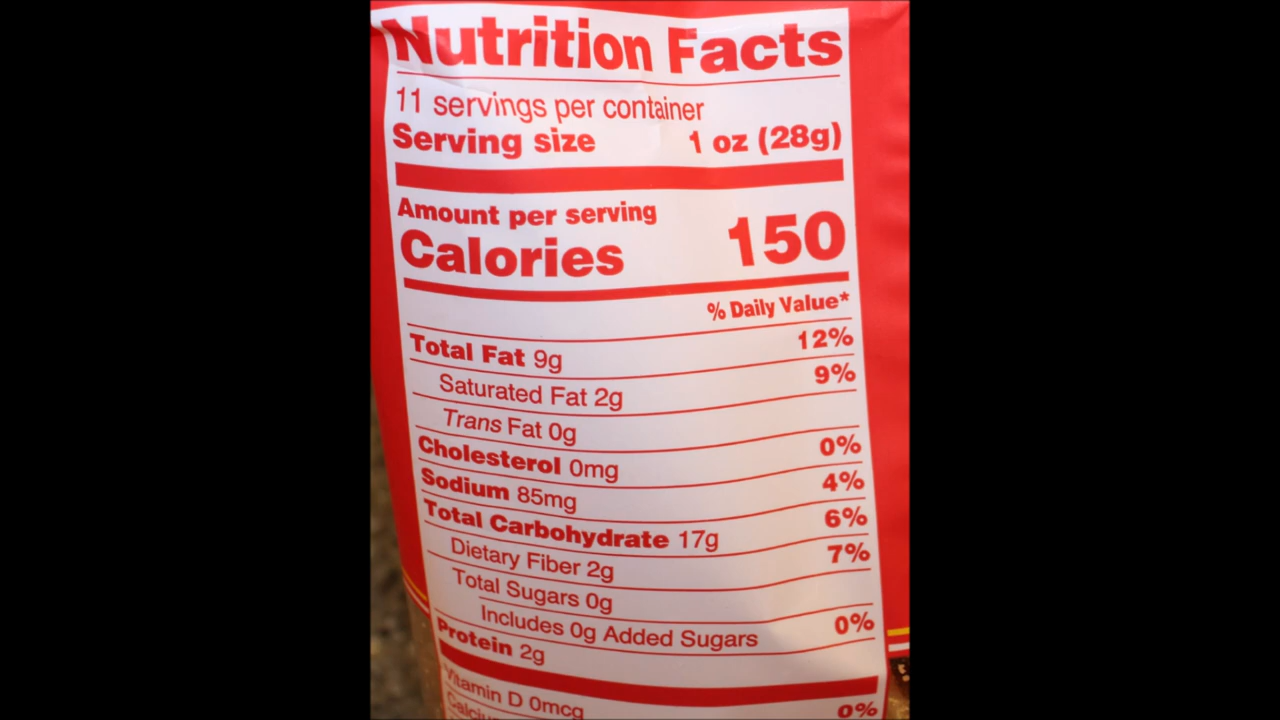 Nutrition Facts
11 servings per container
Serving size 1 oz (28g)
Amount per serving
Calories 150
% Daily Value*
Total Fat 9g 12%
Saturated Fat 2g 9%
Trans Fat 0g
Cholesterol 0mg 0%
Sodium 85mg 4%
Total Carbohydrate 17g 6%
Dietary Fiber 2g 7%
Total Sugars 0g
Includes 0g Added Sugars 0%
Protein 2g
Vitamin D 0mcg 0%